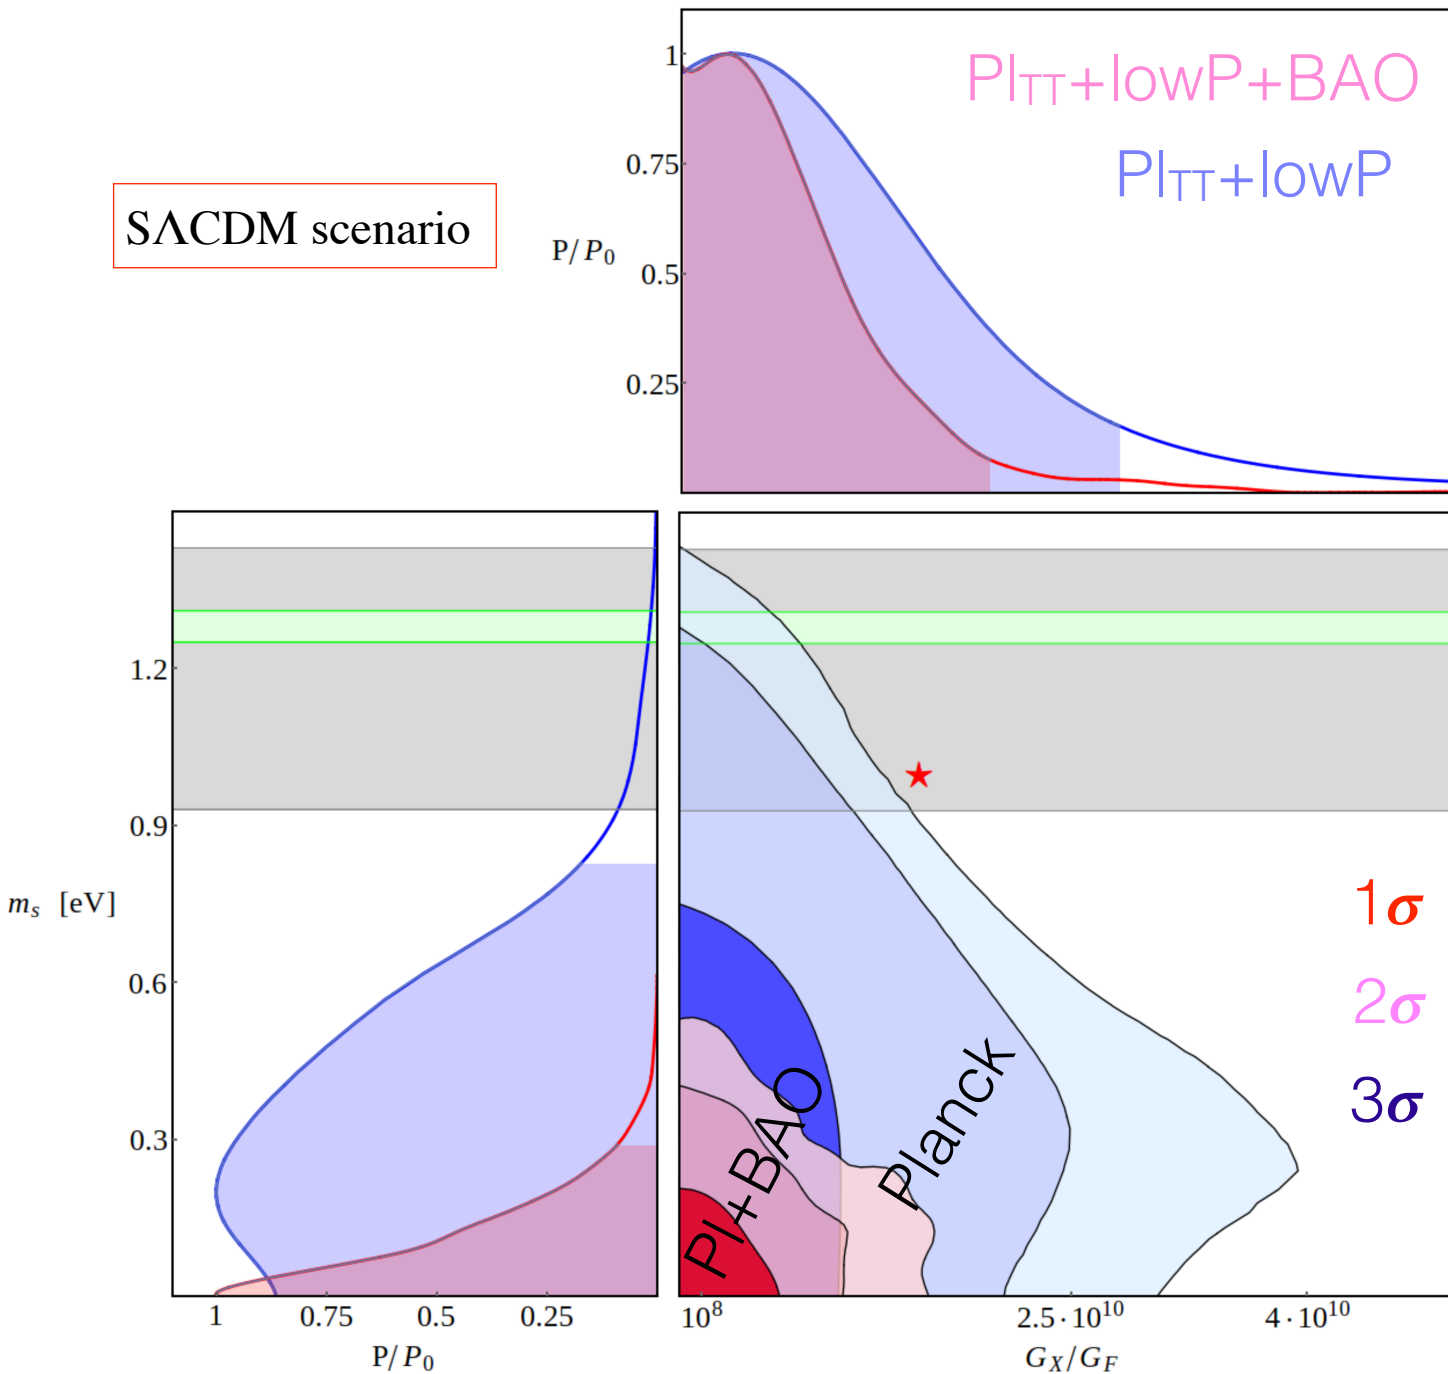 1
PlTT+lowP+BAO
0.75
PlTT+lowP
SΛCDM scenario
P/P0
0.5
0.25
1.2
0.9
ms [eV]
0.6
0.3
1σ
2σ
3σ
Pl+BAO
Planck
1 0.75 0.5 0.25
P/P0
10^8 2.5·10^10 4·10^10
GX/GF